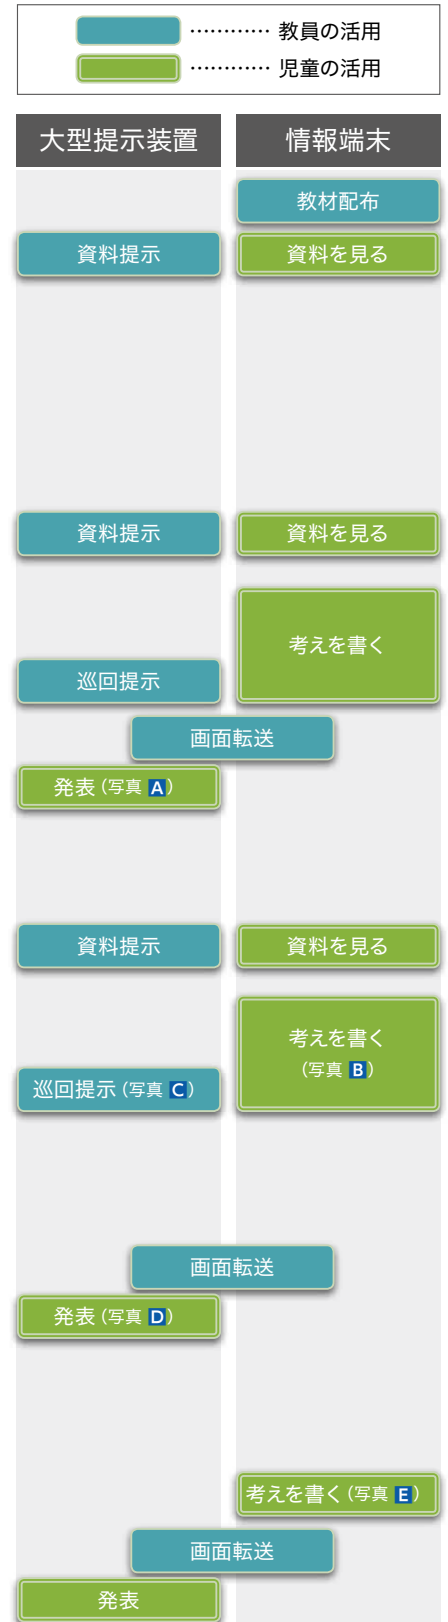 ………… 教員の活用
………… 児童の活用
大型提示装置 情報端末
教材配布
資料提示 資料を見る
資料提示 資料を見る
考えを書く
巡回提示
画面転送
発表（写真 A）
資料提示 資料を見る
考えを書く
（写真 B）
巡回提示（写真 C）
画面転送
発表（写真 D）
考えを書く（写真 E）
画面転送
発表